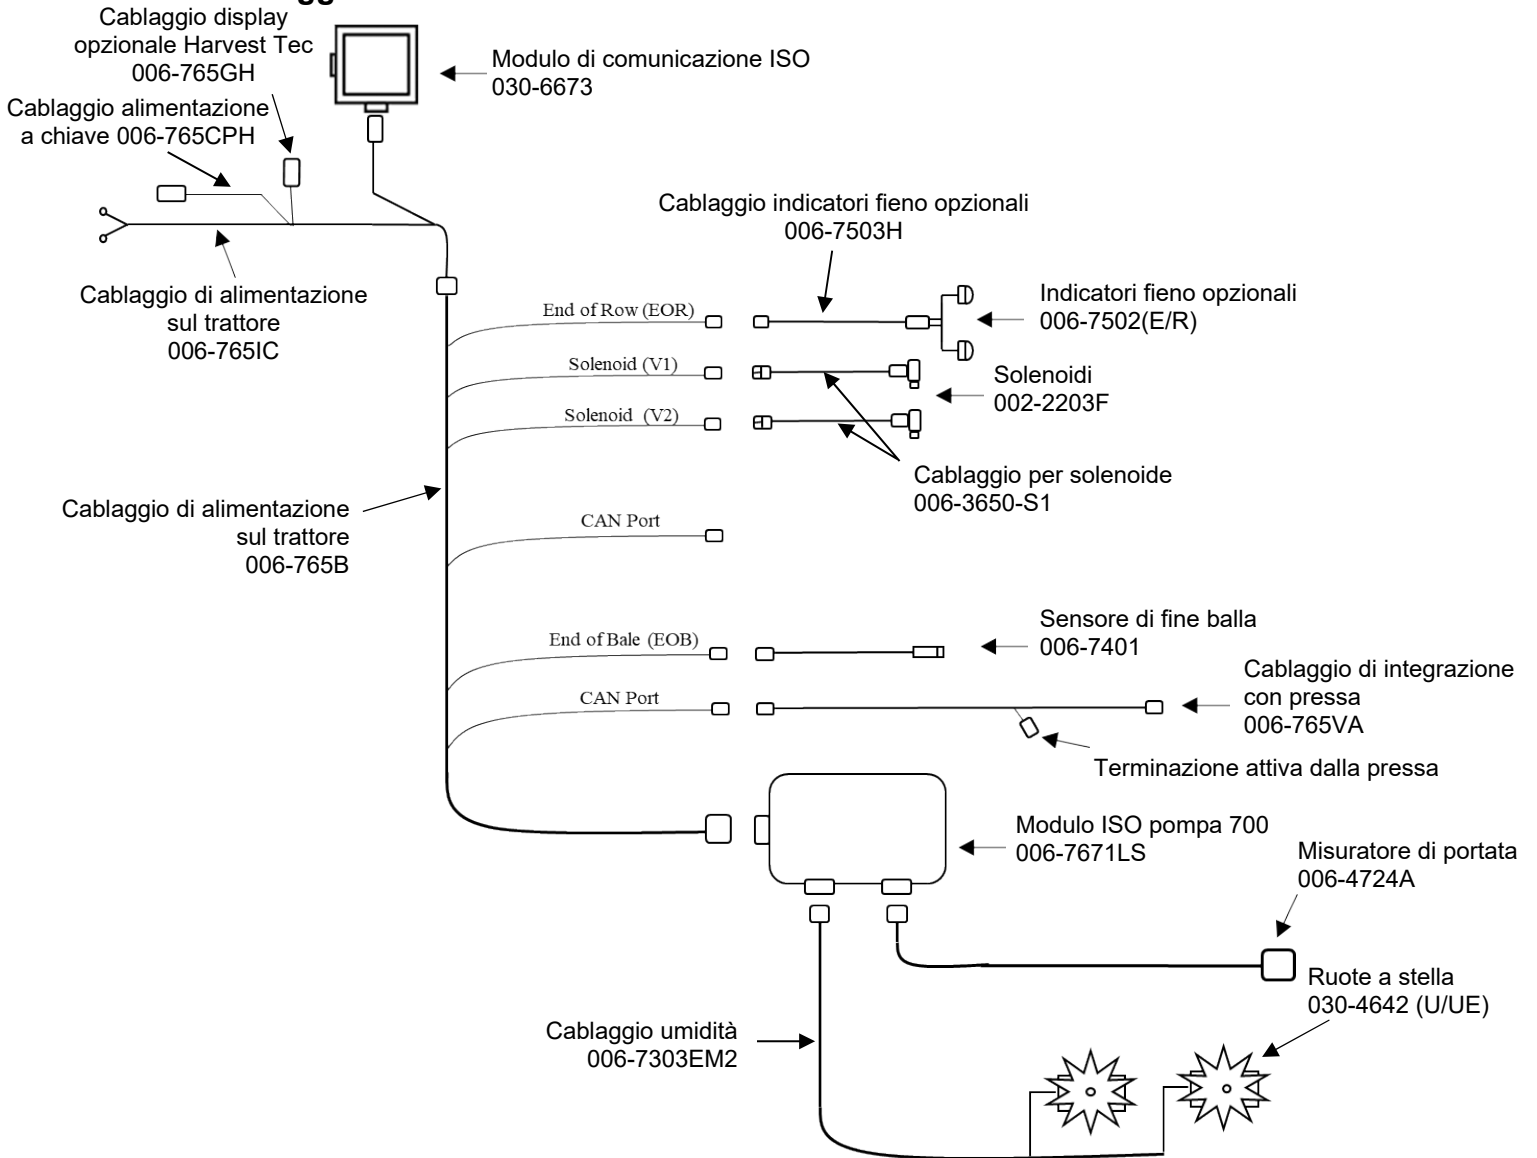 Cablaggio display
opzionale Harvest Tec
006-765GH
Modulo di comunicazione ISO
030-6673
Cablaggio alimentazione
a chiave 006-765CPH
Cablaggio indicatori fieno opzionali
006-7503H
Cablaggio di alimentazione
sul trattore
006-765IC
End of Row (EOR)
Indicatori fieno opzionali
006-7502(E/R)
Solenoid (V1)
Solenoidi
002-2203F
Solenoid (V2)
Cablaggio per solenoide
006-3650-S1
Cablaggio di alimentazione
sul trattore
006-765B
CAN Port
End of Bale (EOB)
Sensore di fine balla
006-7401
CAN Port
Cablaggio di integrazione
con pressa
006-765VA
Terminazione attiva dalla pressa
Modulo ISO pompa 700
006-7671LS
Misuratore di portata
006-4724A
Ruote a stella
030-4642 (U/UE)
Cablaggio umidità
006-7303EM2